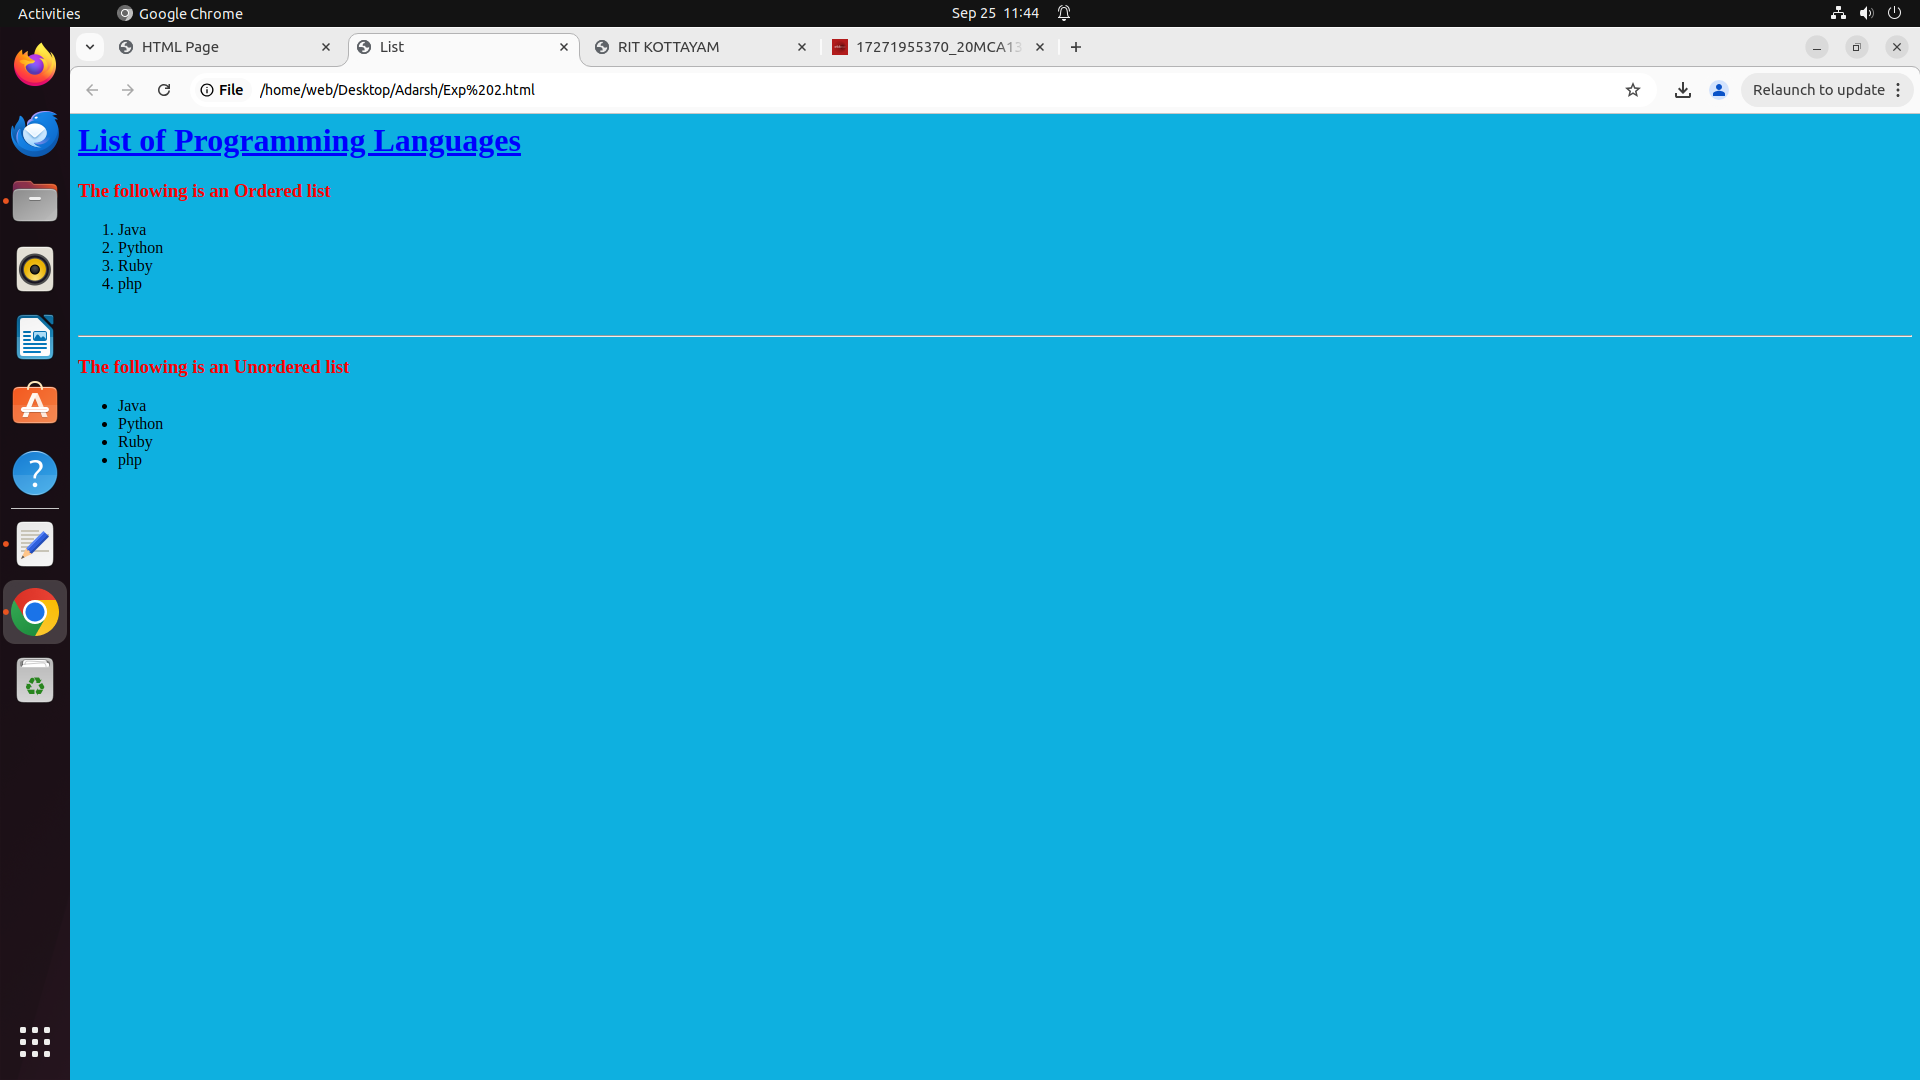 Activities Google Chrome Sep 25 11:44
HTML Page List RIT KOTTAYAM 17271955370_20MCA13
File /home/web/Desktop/Adarsh/Exp%202.html Relaunch to update
List of Programming Languages
The following is an Ordered list
1. Java
2. Python
3. Ruby
4. php
The following is an Unordered list
• Java
• Python
• Ruby
• php